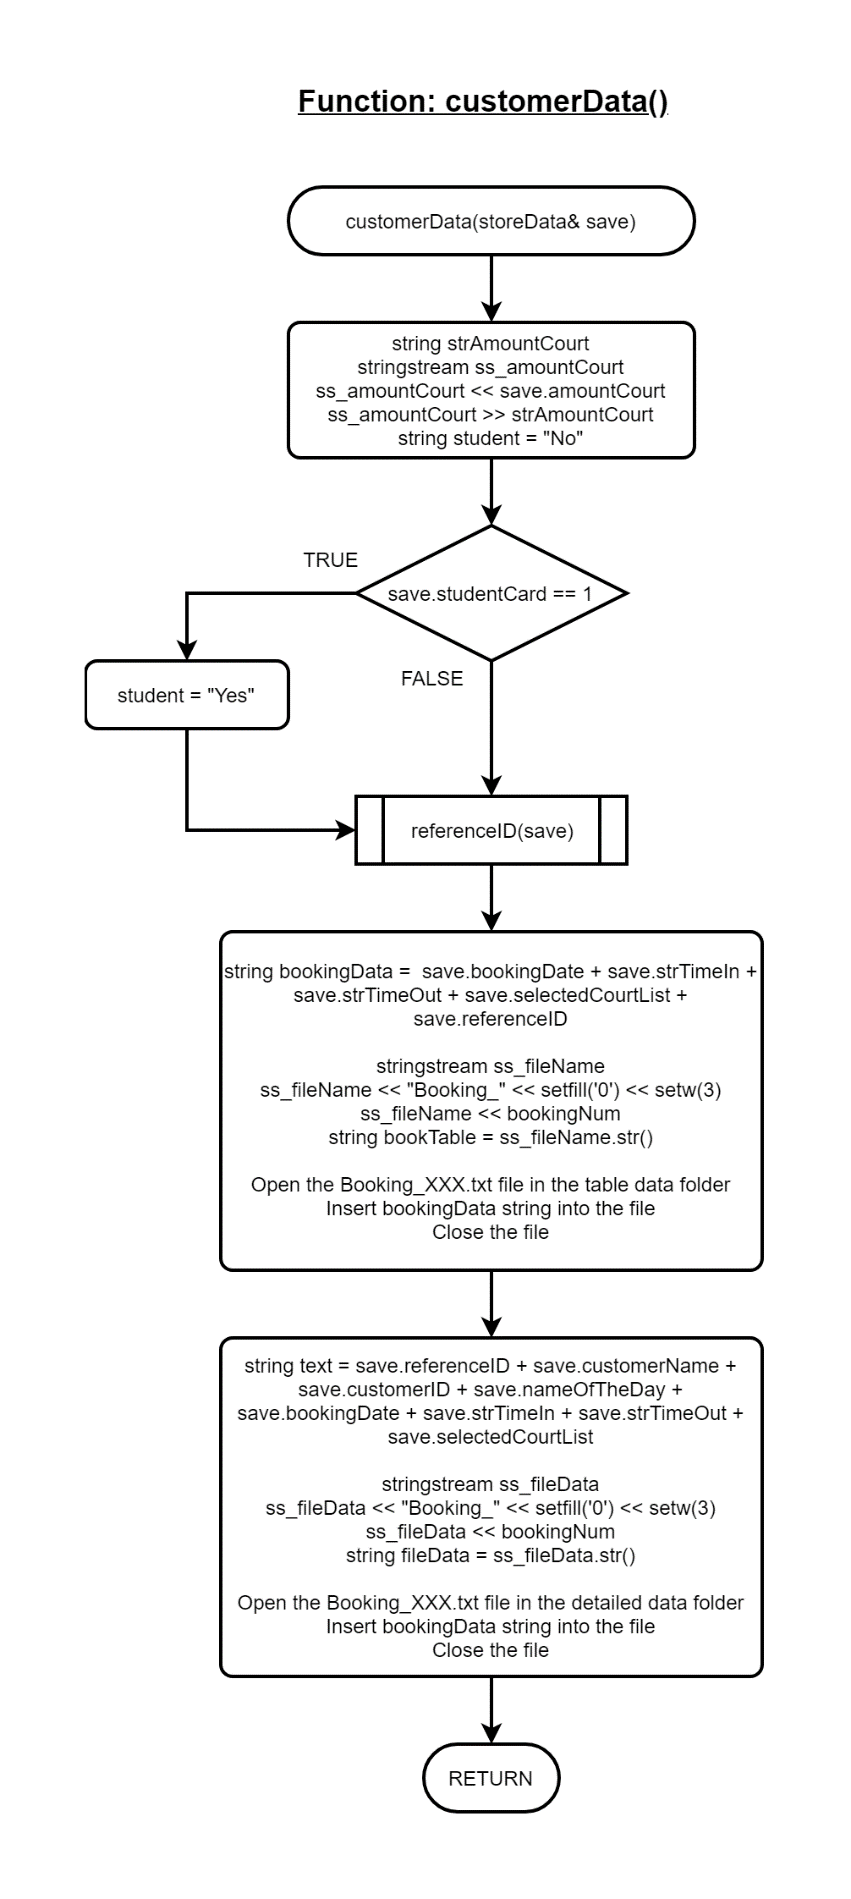 Function: customerData()
customerData(storeData& save)
string strAmountCourt
stringstream ss_amountCourt
ss_amountCourt << save.amountCourt
ss_amountCourt >> strAmountCourt
string student = "No"
TRUE
save.studentCard == 1
FALSE
student = "Yes"
referenceID(save)
string bookingData =  save.bookingDate + save.strTimeIn +
save.strTimeOut + save.selectedCourtList +
save.referenceID
stringstream ss_fileName
ss_fileName << "Booking_" << setfill('0') << setw(3)
ss_fileName << bookingNum
string bookTable = ss_fileName.str()
Open the Booking_XXX.txt file in the table data folder
Insert bookingData string into the file
Close the file
string text = save.referenceID + save.customerName +
save.customerID + save.nameOfTheDay +
save.bookingDate + save.strTimeIn + save.strTimeOut +
save.selectedCourtList
stringstream ss_fileData
ss_fileData << "Booking_" << setfill('0') << setw(3)
ss_fileData << bookingNum
string fileData = ss_fileData.str()
Open the Booking_XXX.txt file in the detailed data folder
Insert bookingData string into the file
Close the file
RETURN